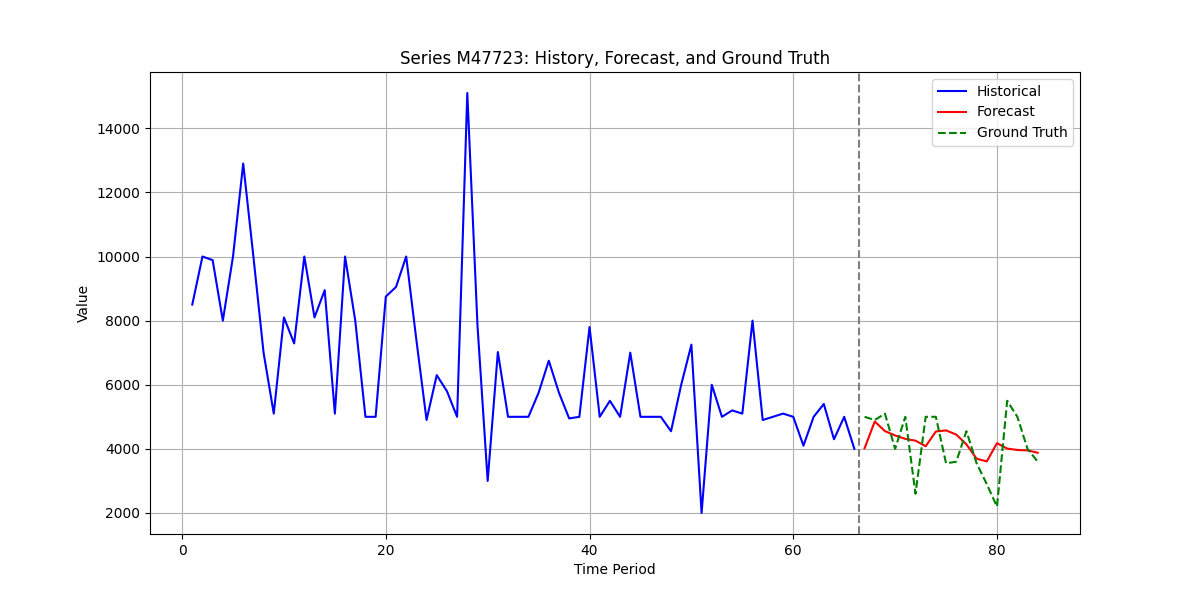 Series M47723: History, Forecast, and Ground Truth
Historical
Forecast
Ground Truth
Value
14000
12000
10000
8000
6000
4000
2000
0
20
40
60
80
Time Period